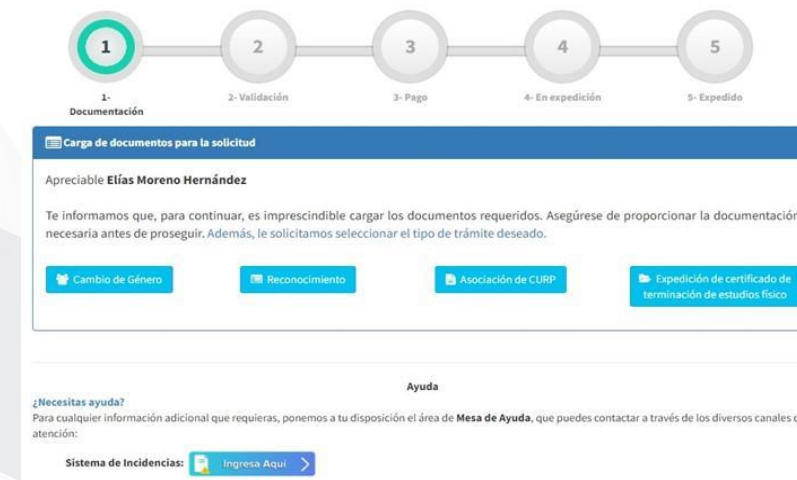 1
2
3
4
5
1-
Documentación
2- Validación
3- Pago
4- En expedición
5- Expedido
Carga de documentos para la solicitud
Apreciable Elías Moreno Hernández
Te informamos que, para continuar, es imprescindible cargar los documentos requeridos. Asegúrese de proporcionar la documentación
necesaria antes de proseguir. Además, le solicitamos seleccionar el tipo de trámite deseado.
Cambio de Género
Reconocimiento
Asociación de CURP
Expedición de certificado de
terminación de estudios físico
Ayuda
¿Necesitas ayuda?
Para cualquier información adicional que requieras, ponemos a tu disposición el área de Mesa de Ayuda, que puedes contactar a través de los diversos canales
atención:
Sistema de Incidencias: Ingresa Aquí